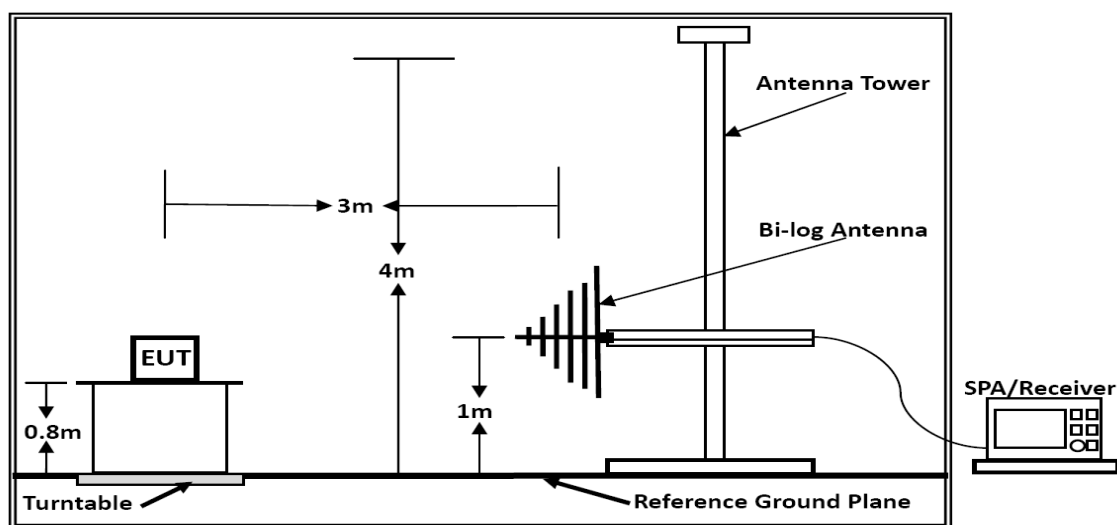 Antenna Tower
3m
Bi-log Antenna
4m
EUT
SPA/Receiver
1m
0.8m
Turntable
Reference Ground Plane